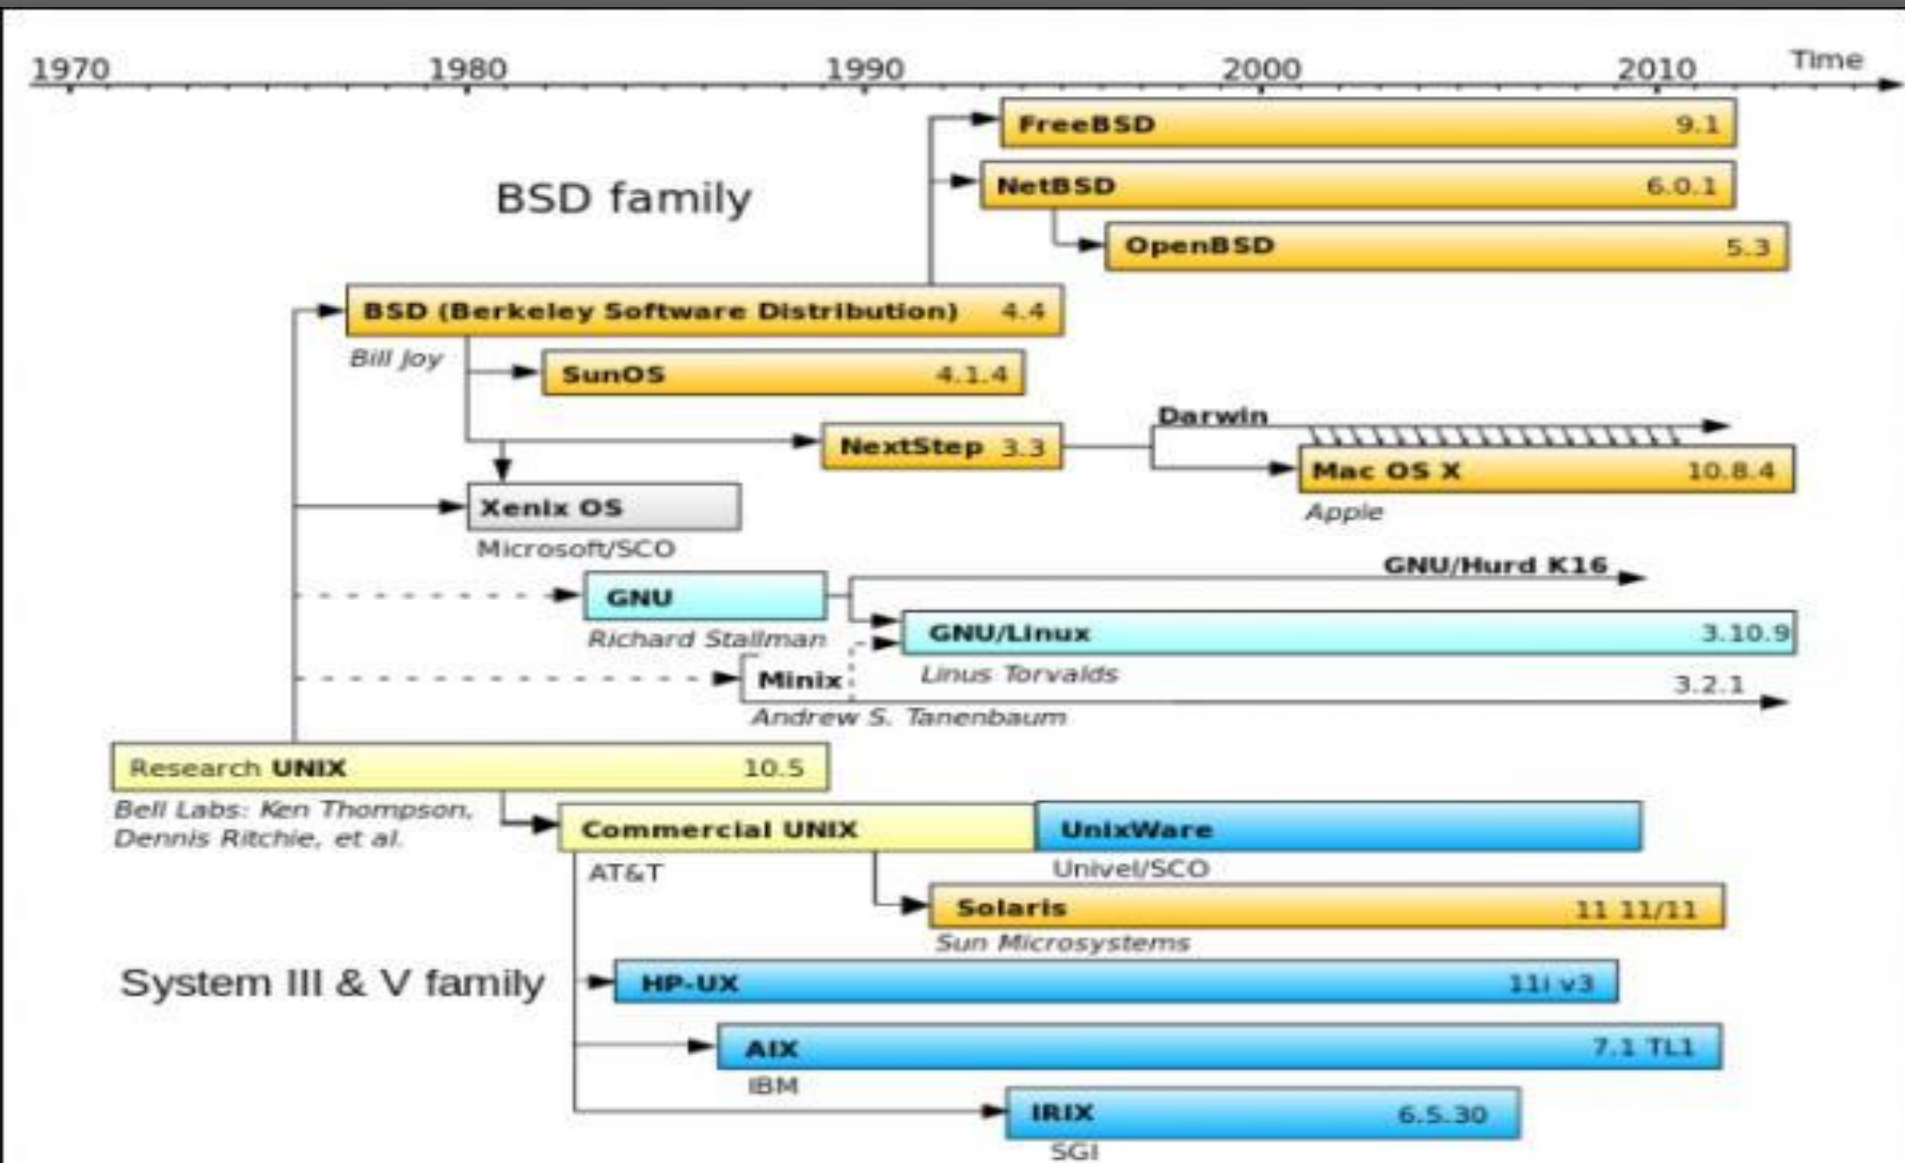 1970 1980 1990 2000 2010 Time
FreeBSD 9.1
BSD family
NetBSD 6.0.1
OpenBSD 5.3
BSD (Berkeley Software Distribution) 4.4
Bill Joy
SunOS 4.1.4
Darwin
NextStep 3.3
Mac OS X 10.8.4
Apple
Xenix OS
Microsoft/SCO
GNU/Hurd K16
GNU
Richard Stallman
GNU/Linux 3.10.9
Linus Torvalds
Minix 3.2.1
Andrew S. Tanenbaum
Research UNIX 10.5
Bell Labs: Ken Thompson,
Dennis Ritchie, et al.
Commercial UNIX
UnixWare
AT&T
Univel/SCO
Solaris 11 11/11
Sun Microsystems
System III & V family
HP-UX 11i v3
AIX 7.1 TL1
IBM
IRIX 6.5.30
SGI